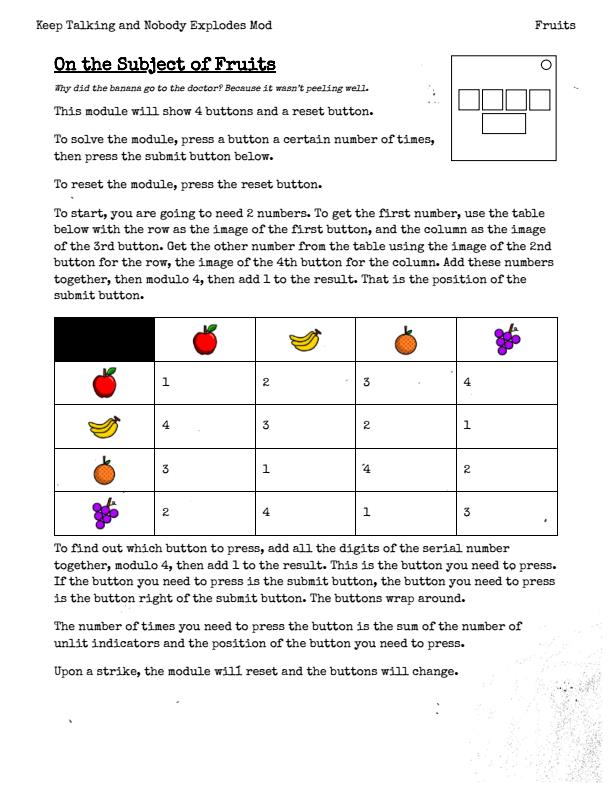 Keep Talking and Nobody Explodes Mod Fruits
On the Subject of Fruits
Why did the banana go to the doctor? Because it wasn't peeling well.
This module will show 4 buttons and a reset button.
To solve the module, press a button a certain number of times,
then press the submit button below.
To reset the module, press the reset button.
To start, you are going to need 2 numbers. To get the first number, use the table
below with the row as the image of the first button, and the column as the image
of the 3rd button. Get the other number from the table using the image of the 2nd
button for the row, the image of the 4th button for the column. Add these numbers
together, then modulo 4, then add 1 to the result. That is the position of the
submit button.
1 2 3 4
4 3 2 1
3 1 4 2
2 4 1 3
To find out which button to press, add all the digits of the serial number
together, modulo 4, then add 1 to the result. This is the button you need to press.
If the button you need to press is the submit button, the button you need to press
is the button right of the submit button. The buttons wrap around.
The number of times you need to press the button is the sum of the number of
unlit indicators and the position of the button you need to press.
Upon a strike, the module will reset and the buttons will change.